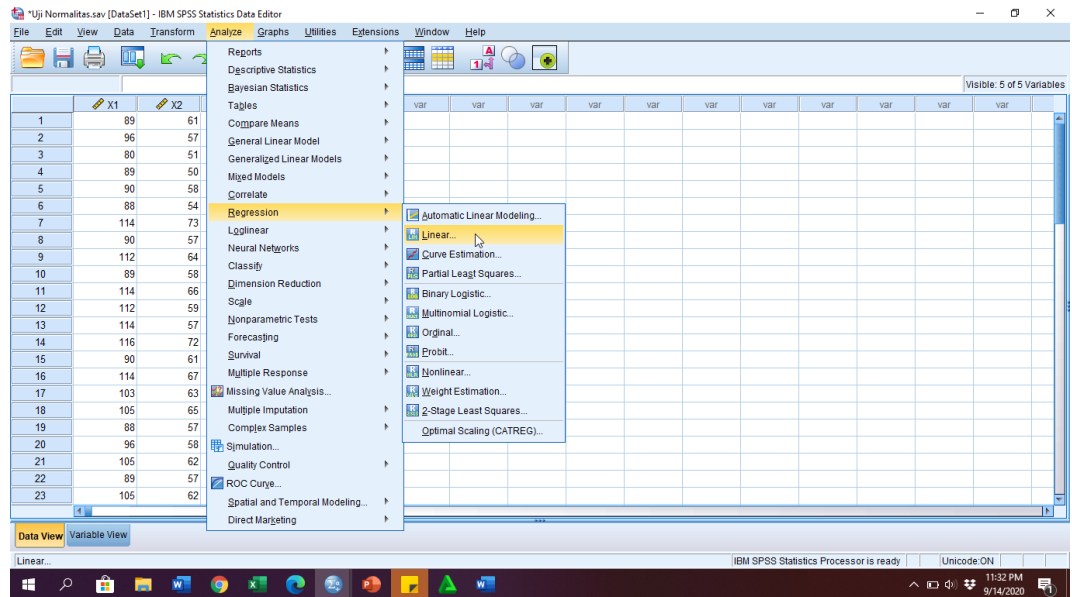 *Uji Normalitas.sav [DataSet1] - IBM SPSS Statistics Data Editor
File Edit View Data Transform Analyze Graphs Utilities Extensions Window Help
Visible: 5 of 5 Variables
X1 X2 var var var var var var var var var var var
1 89 61
2 96 57
3 80 51
4 89 50
5 90 58
6 88 54
7 114 73
8 90 57
9 112 64
10 89 58
11 114 66
12 112 59
13 114 57
14 116 72
15 90 61
16 114 67
17 103 63
18 105 65
19 88 57
20 96 58
21 105 62
22 89 57
23 105 62
Reports
Descriptive Statistics
Bayesian Statistics
Tables
Compare Means
General Linear Model
Generalized Linear Models
Mixed Models
Correlate
Regression
Loglinear
Neural Networks
Classify
Dimension Reduction
Scale
Nonparametric Tests
Forecasting
Survival
Multiple Response
Missing Value Analysis...
Multiple Imputation
Complex Samples
Simulation...
Quality Control
ROC Curve...
Spatial and Temporal Modeling...
Direct Marketing
Automatic Linear Modeling...
Linear...
Curve Estimation...
Partial Least Squares...
Binary Logistic...
Multinomial Logistic...
Ordinal...
Probit...
Nonlinear...
Weight Estimation...
2-Stage Least Squares...
Optimal Scaling (CATREG)...
Data View Variable View
Linear... IBM SPSS Statistics Processor is ready Unicode:ON
11:32 PM
9/14/2020